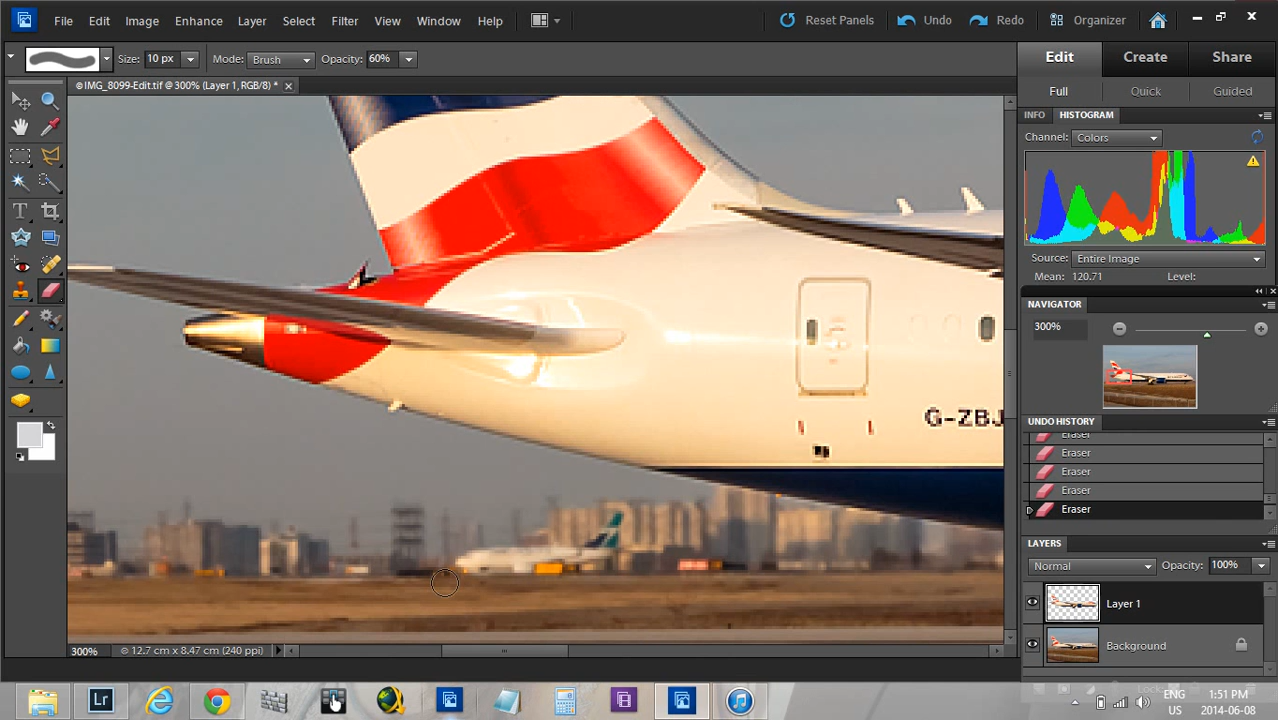 File Edit Image Enhance Layer Select Filter View Window Help Reset Panels Undo Redo Organizer
Size: 10 px Mode: Brush Opacity: 60%
Edit Create Share
Full Quick Guided
IMG_8099-Edit.tif @ 300% (Layer 1, RGB/8) *
INFO HISTOGRAM
Channel: Colors
Source: Entire Image
Mean: 120.71 Level:
NAVIGATOR
300%
G-ZBJ
UNDO HISTORY
Eraser
Eraser
Eraser
Eraser
Eraser
LAYERS
Normal Opacity: 100%
Layer 1
Background
300% 12.7 cm x 8.47 cm (240 ppi)
Lock:
Lr
ENG 1:51 PM
US 2014-06-08